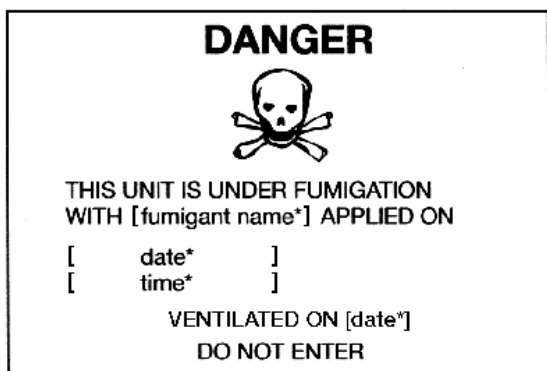 DANGER
THIS UNIT IS UNDER FUMIGATION
WITH [fumigant name*] APPLIED ON
[ date* ]
[ time* ]
VENTILATED ON [date*]
DO NOT ENTER